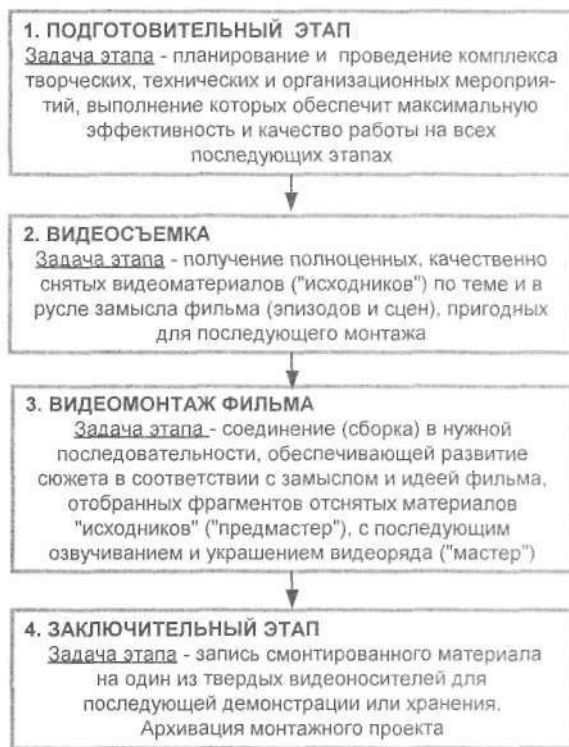 1. ПОДГОТОВИТЕЛЬНЫЙ ЭТАП
Задача этапа - планирование и проведение комплекса
творческих, технических и организационных мероприя-
тий, выполнение которых обеспечит максимальную
эффективность и качество работы на всех
последующих этапах
2. ВИДЕОСЪЕМКА
Задача этапа - получение полноценных, качественно
снятых видеоматериалов ("исходников") по теме и в
русле замысла фильма (эпизодов и сцен), пригодных
для последующего монтажа
3. ВИДЕОМОНТАЖ ФИЛЬМА
Задача этапа - соединение (сборка) в нужной
последовательности, обеспечивающей развитие
сюжета в соответствии с замыслом и идеей фильма,
отобранных фрагментов отснятых материалов
"исходников" ("предмастер"), с последующим
озвучиванием и украшением видеоряда ("мастер")
4. ЗАКЛЮЧИТЕЛЬНЫЙ ЭТАП
Задача этапа - запись смонтированного материала
на один из твердых видеоносителей для
последующей демонстрации или хранения.
Архивация монтажного проекта